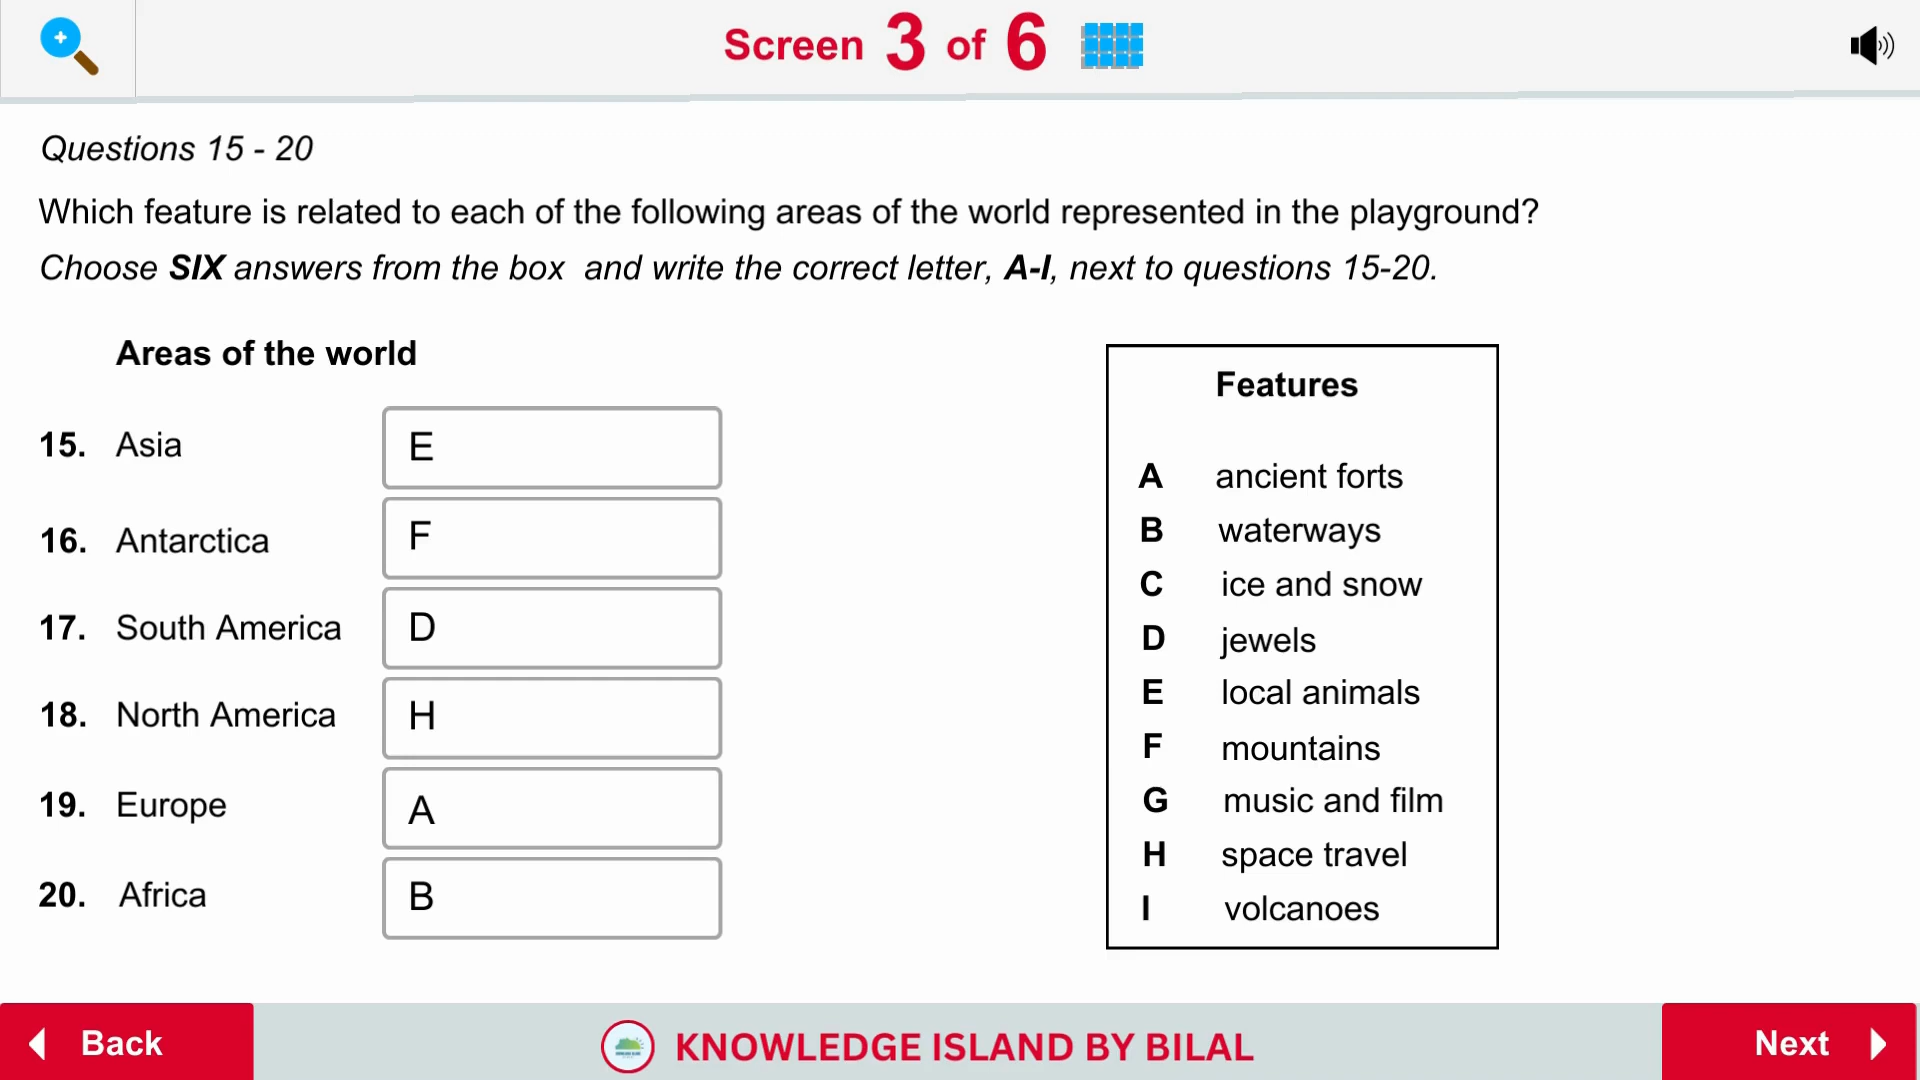 Screen 3 of 6
Questions 15 - 20
Which feature is related to each of the following areas of the world represented in the playground?
Choose SIX answers from the box and write the correct letter, A-I, next to questions 15-20.
Areas of the world
15. Asia E
16. Antarctica F
17. South America D
18. North America H
19. Europe A
20. Africa B
Features
A ancient forts
B waterways
C ice and snow
D jewels
E local animals
F mountains
G music and film
H space travel
I volcanoes
Back
KNOWLEDGE ISLAND BY BILAL
Next